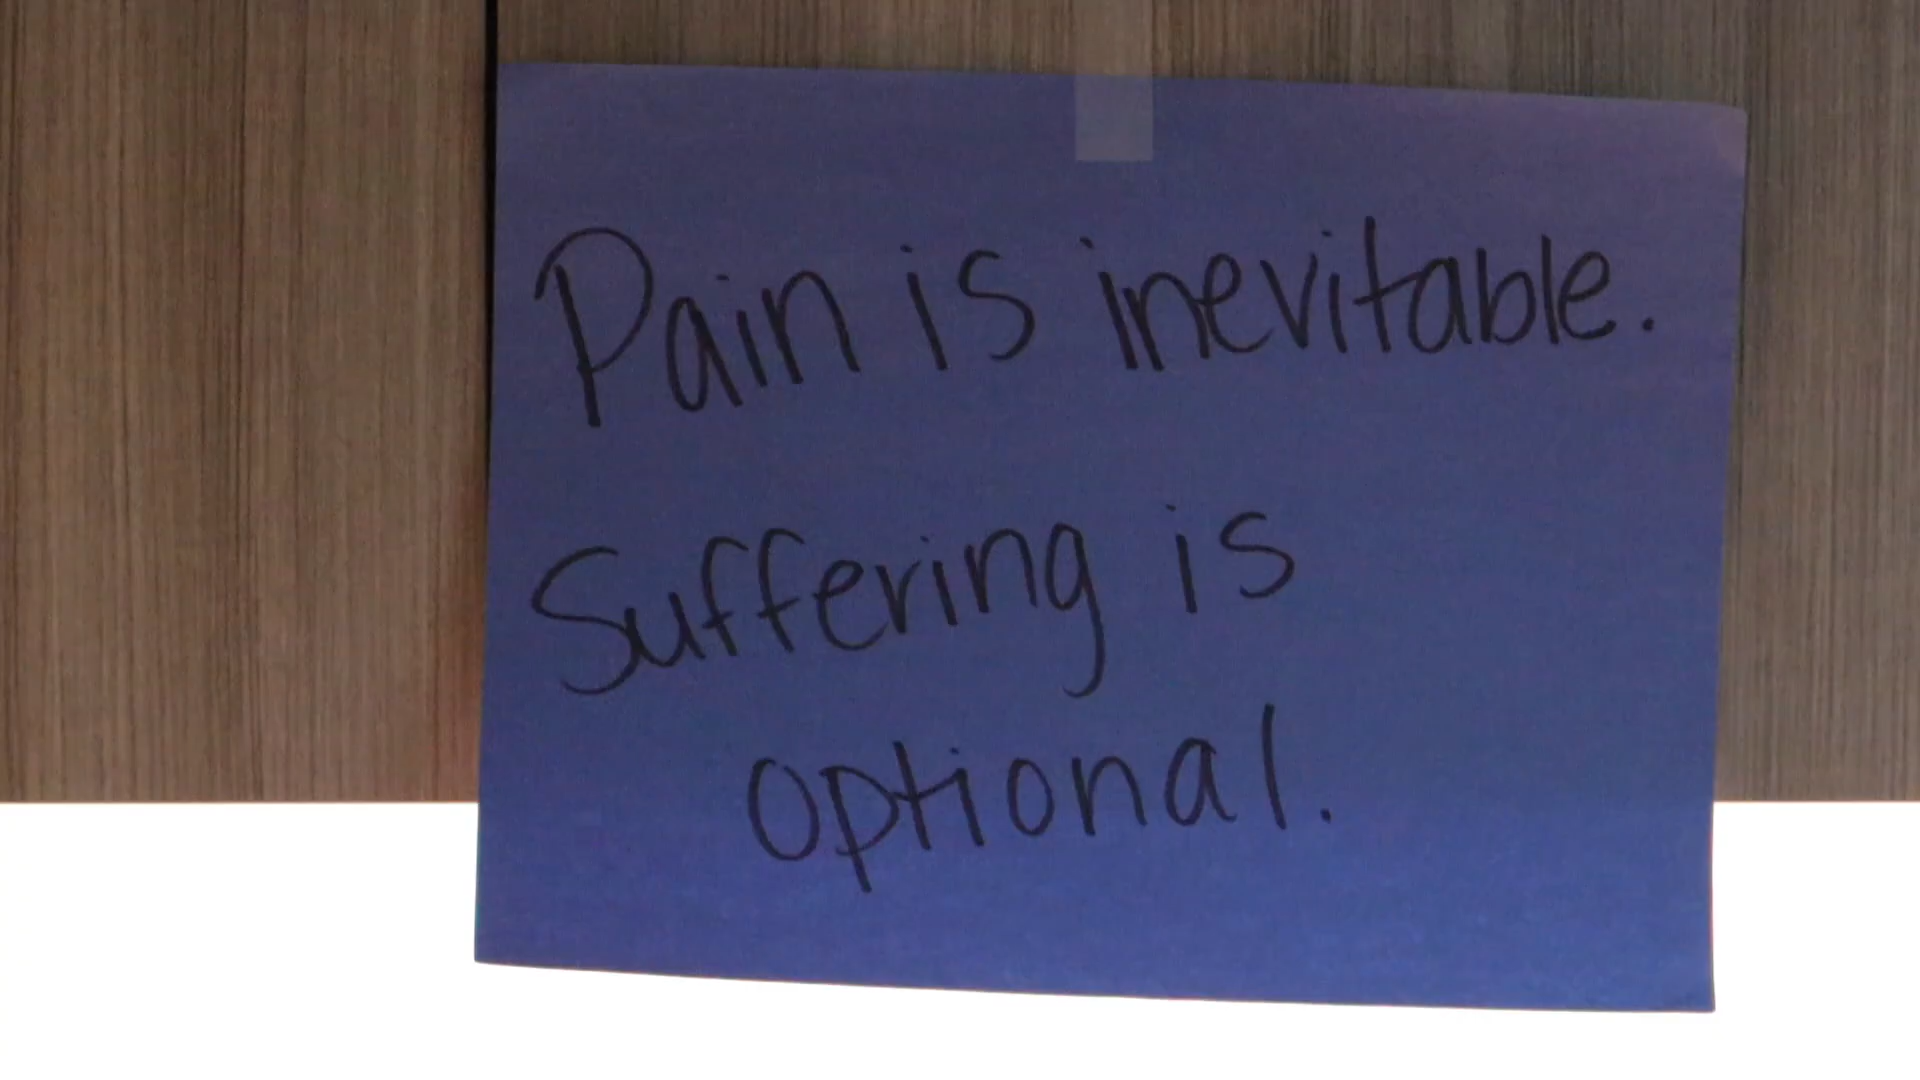 Pain is inevitable.
Suffering is
optional.